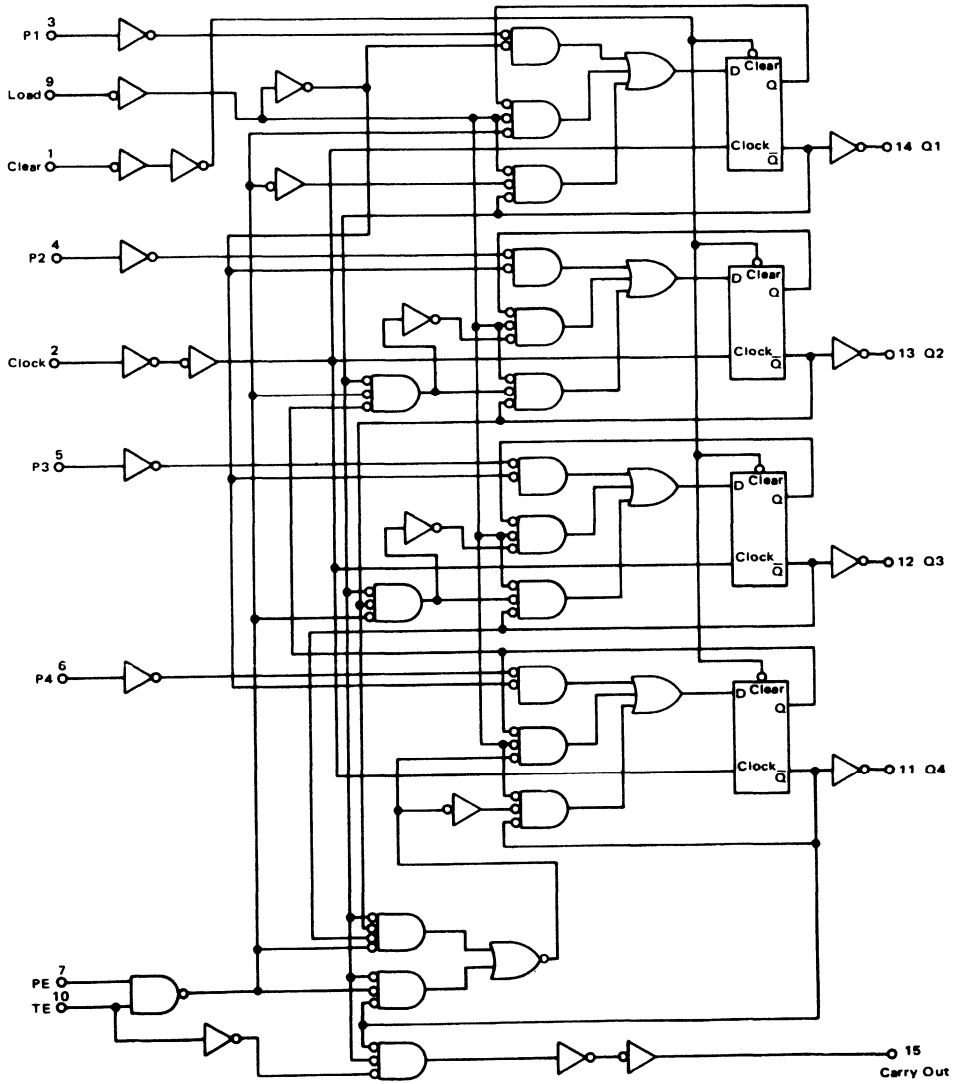 3
P1
9
Load
1
Clear
D Clear
Q
Clock Q̅
14 Q1
4
P2
D Clear
Q
2
Clock
Clock Q̅
13 Q2
5
P3
D Clear
Q
Clock Q̅
12 Q3
6
P4
D Clear
Q
Clock Q̅
11 Q4
7
PE
10
TE
15
Carry Out